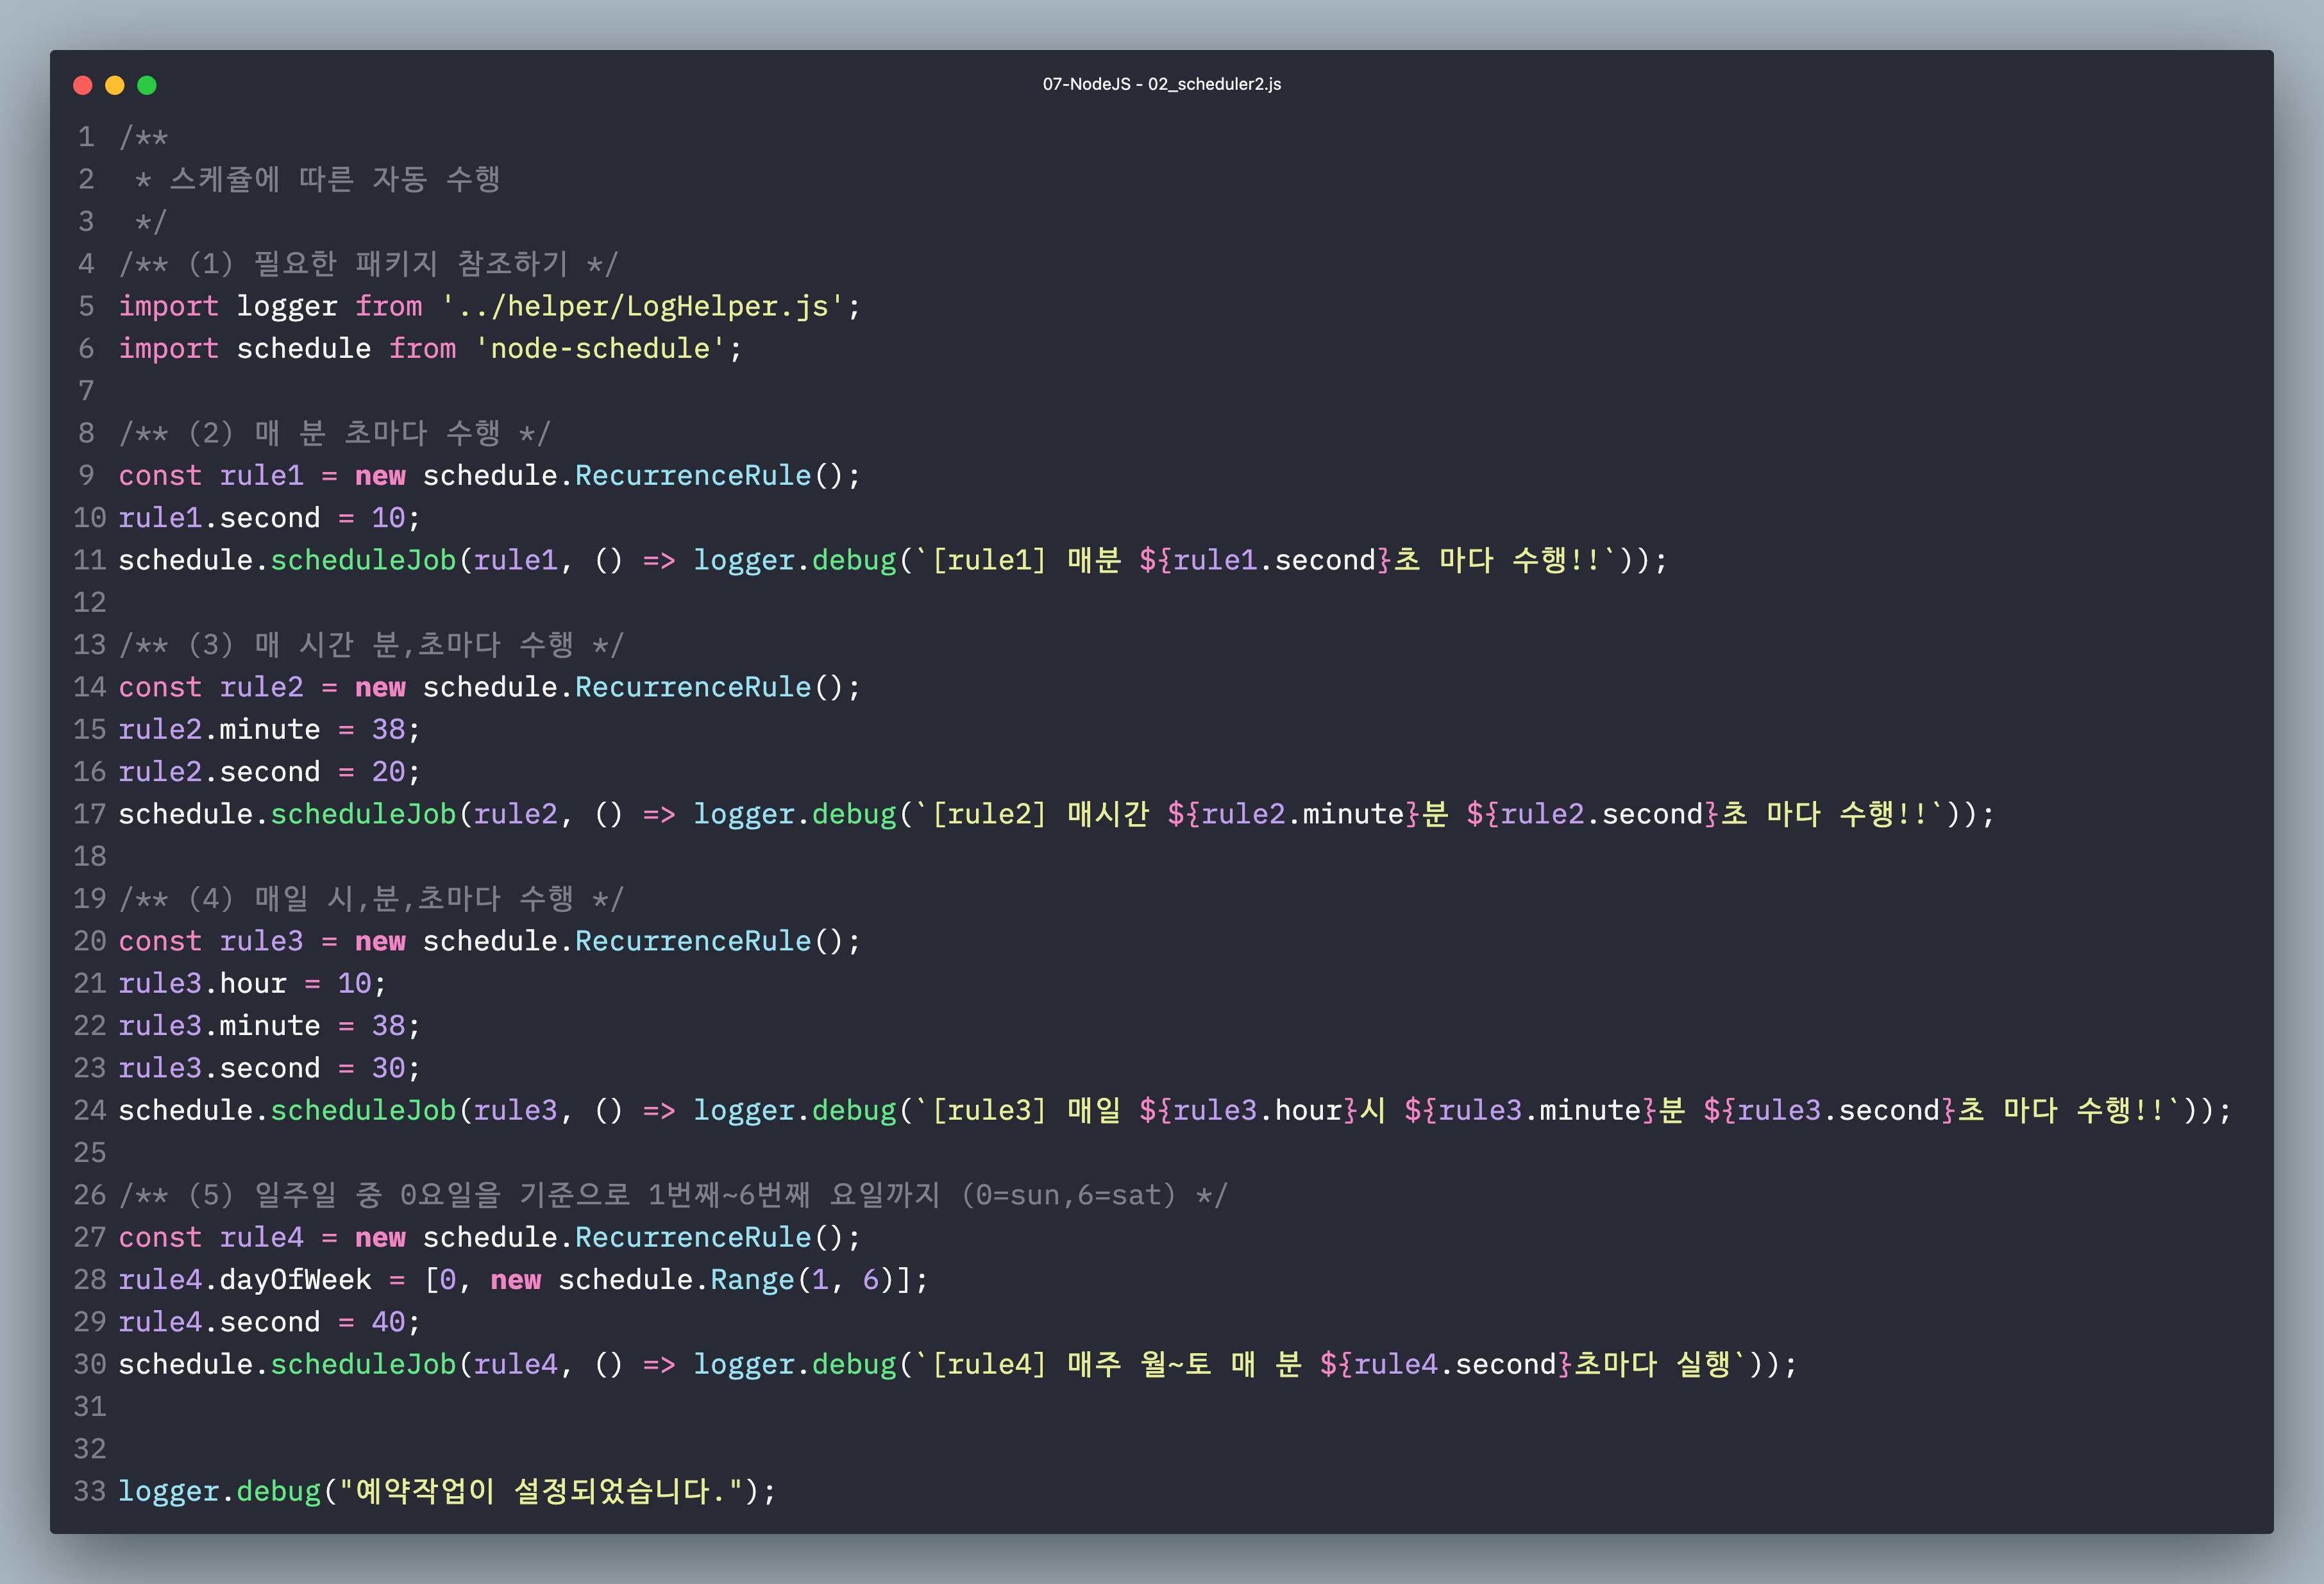 07-NodeJS - 02_scheduler2.js
1 /**
2  * 스케쥴에 따른 자동 수행
3  */
4 /** (1) 필요한 패키지 참조하기 */
5 import logger from '../helper/LogHelper.js';
6 import schedule from 'node-schedule';
7
8 /** (2) 매 분 초마다 수행 */
9 const rule1 = new schedule.RecurrenceRule();
10 rule1.second = 10;
11 schedule.scheduleJob(rule1, () => logger.debug(`[rule1] 매분 ${rule1.second}초 마다 수행!!`));
12
13 /** (3) 매 시간 분,초마다 수행 */
14 const rule2 = new schedule.RecurrenceRule();
15 rule2.minute = 38;
16 rule2.second = 20;
17 schedule.scheduleJob(rule2, () => logger.debug(`[rule2] 매시간 ${rule2.minute}분 ${rule2.second}초 마다 수행!!`));
18
19 /** (4) 매일 시,분,초마다 수행 */
20 const rule3 = new schedule.RecurrenceRule();
21 rule3.hour = 10;
22 rule3.minute = 38;
23 rule3.second = 30;
24 schedule.scheduleJob(rule3, () => logger.debug(`[rule3] 매일 ${rule3.hour}시 ${rule3.minute}분 ${rule3.second}초 마다 수행!!`));
25
26 /** (5) 일주일 중 0요일을 기준으로 1번째~6번째 요일까지 (0=sun,6=sat) */
27 const rule4 = new schedule.RecurrenceRule();
28 rule4.dayOfWeek = [0, new schedule.Range(1, 6)];
29 rule4.second = 40;
30 schedule.scheduleJob(rule4, () => logger.debug(`[rule4] 매주 월~토 매 분 ${rule4.second}초마다 실행`));
31
32
33 logger.debug("예약작업이 설정되었습니다.");